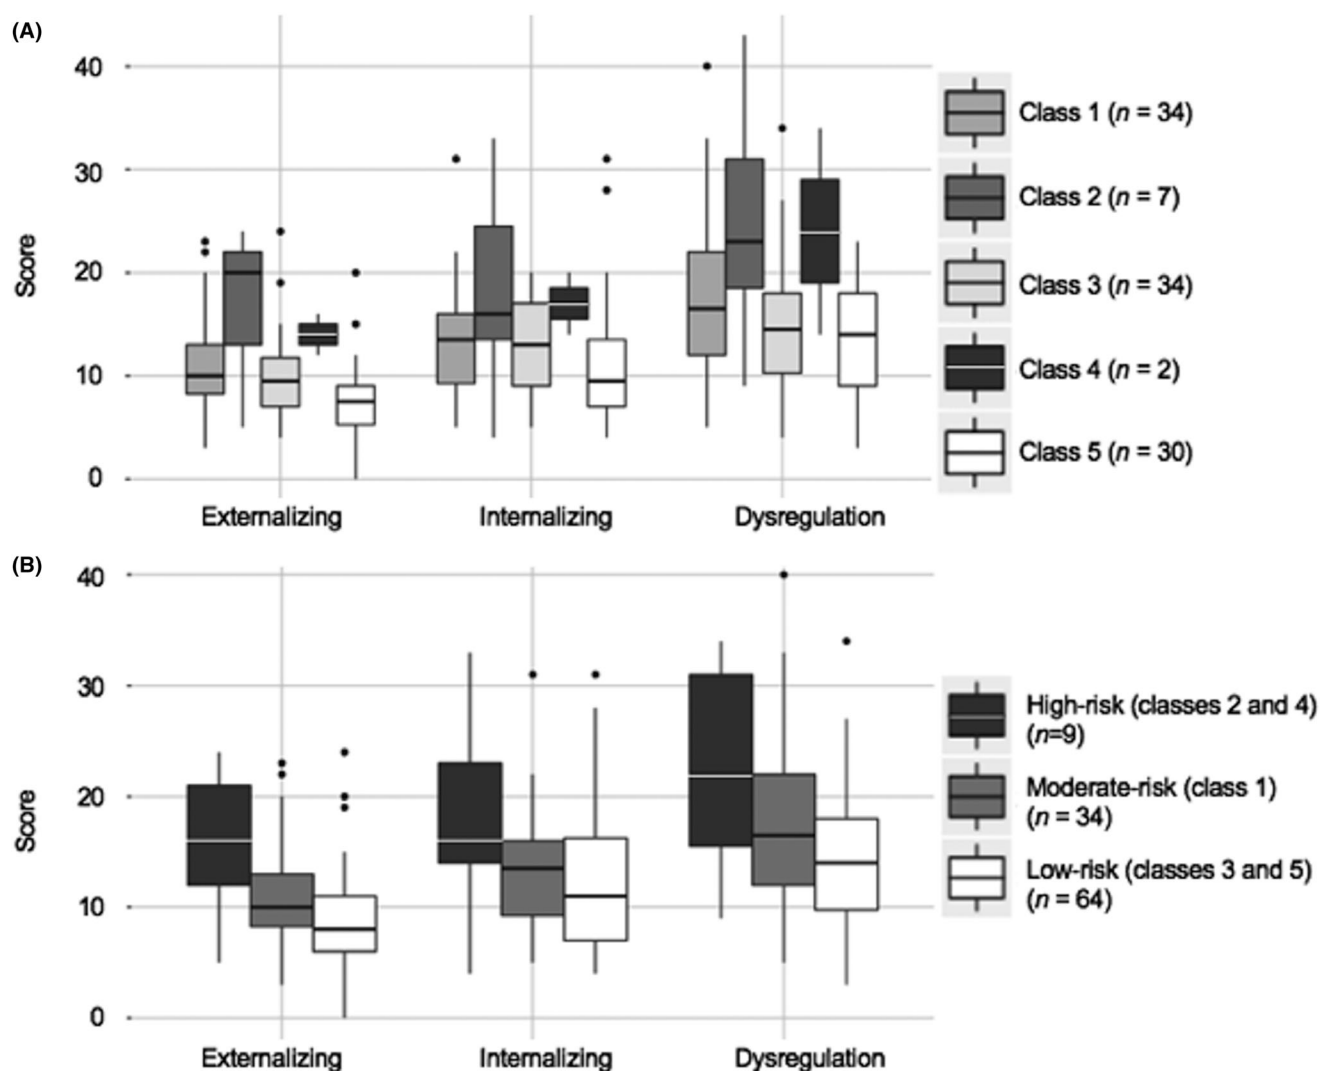 (A)
Score
40
30
20
10
0
Externalizing
Internalizing
Dysregulation
Class 1 (n = 34)
Class 2 (n = 7)
Class 3 (n = 34)
Class 4 (n = 2)
Class 5 (n = 30)
(B)
Score
40
30
20
10
0
Externalizing
Internalizing
Dysregulation
High-risk (classes 2 and 4)
(n=9)
Moderate-risk (class 1)
(n = 34)
Low-risk (classes 3 and 5)
(n = 64)